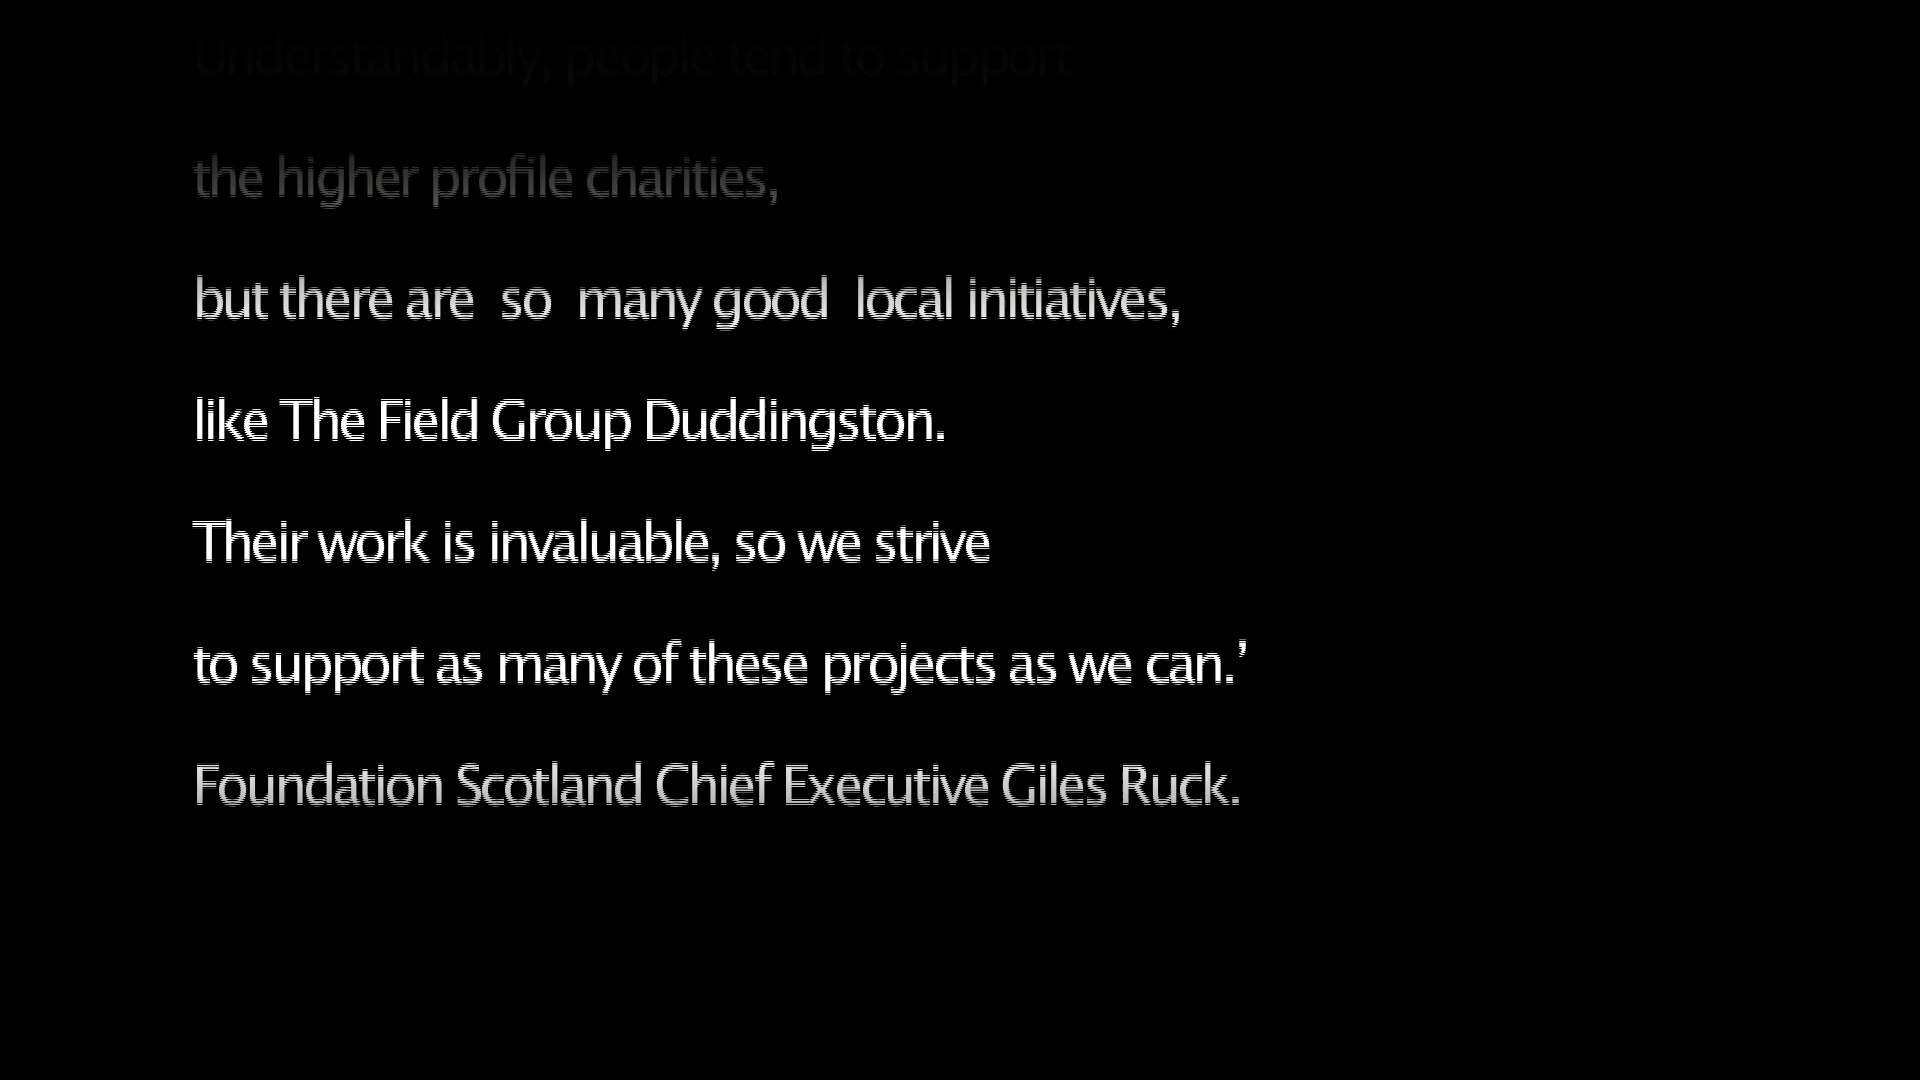 Understandably, people tend to support
the higher profile charities,
but there are so many good local initiatives,
like The Field Group Duddingston.
Their work is invaluable, so we strive
to support as many of these projects as we can.’
Foundation Scotland Chief Executive Giles Ruck.